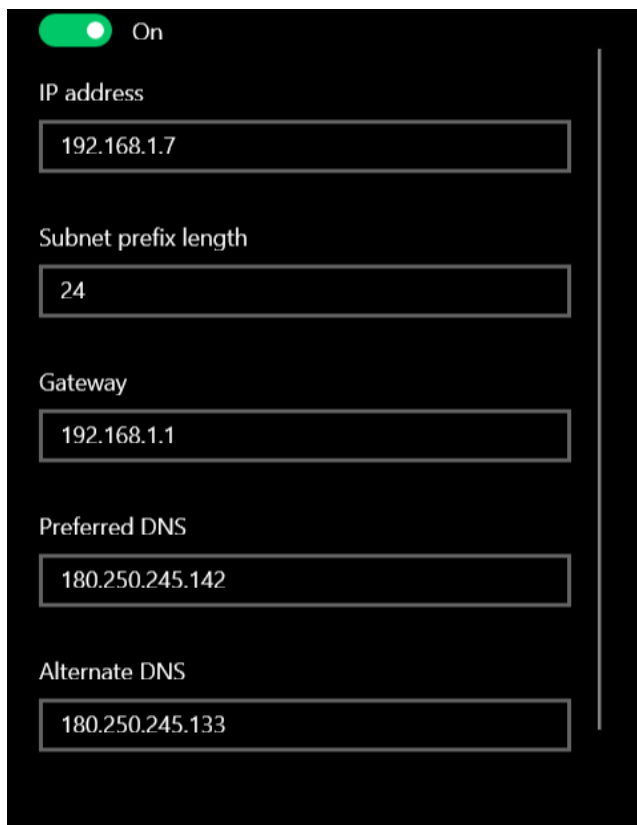 On
IP address
192.168.1.7
Subnet prefix length
24
Gateway
192.168.1.1
Preferred DNS
180.250.245.142
Alternate DNS
180.250.245.133